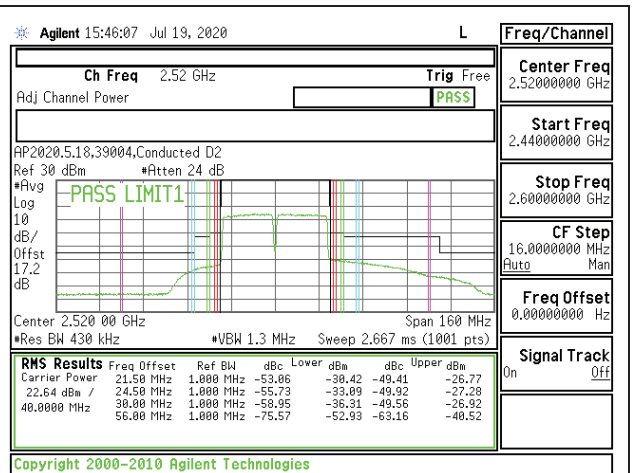 Agilent 15:46:07 Jul 19, 2020 L
Freq/Channel
Ch Freq 2.52 GHz Trig Free
Adj Channel Power PASS
AP2020.5.18,39004,Conducted D2
Ref 30 dBm #Atten 24 dB
#Avg
Log
10
dB/
Offst
17.2
dB
PASS LIMIT1
Center 2.520 00 GHz Span 160 MHz
#Res BW 430 kHz #VBW 1.3 MHz Sweep 2.667 ms (1001 pts)
RMS Results Freq Offset Ref BW dBc Lower dBm dBc Upper dBm
Carrier Power 21.50 MHz 1.000 MHz -53.06 -30.42 -49.41 -26.77
22.64 dBm / 24.50 MHz 1.000 MHz -55.73 -33.09 -49.92 -27.28
40.0000 MHz 30.00 MHz 1.000 MHz -58.95 -36.31 -49.56 -26.92
56.00 MHz 1.000 MHz -75.57 -52.93 -63.16 -40.52
Copyright 2000-2010 Agilent Technologies
Center Freq
2.52000000 GHz
Start Freq
2.44000000 GHz
Stop Freq
2.60000000 GHz
CF Step
16.0000000 MHz
Auto Man
Freq Offset
0.00000000 Hz
Signal Track
On Off